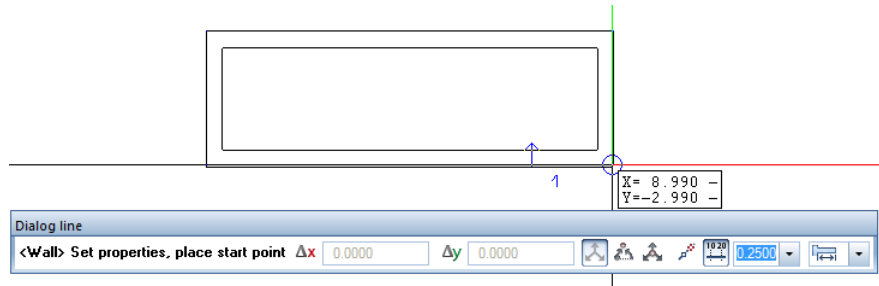 1
X= 8.990 –
Y=–2.990 –
Dialog line
<Wall> Set properties, place start point Δx 0.0000 Δy 0.0000 10 20 0.2500